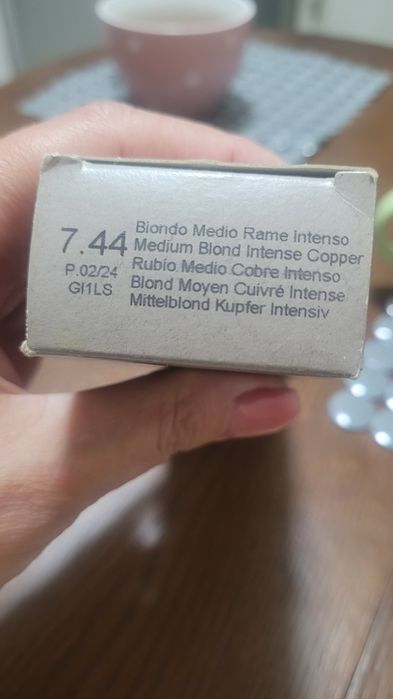 7.44
P.02/24
GI1LS
Biondo Medio Rame Intenso
Medium Blond Intense Copper
Rubio Medio Cobre Intenso
Blond Moyen Cuivré Intense
Mittelblond Kupfer Intensiv